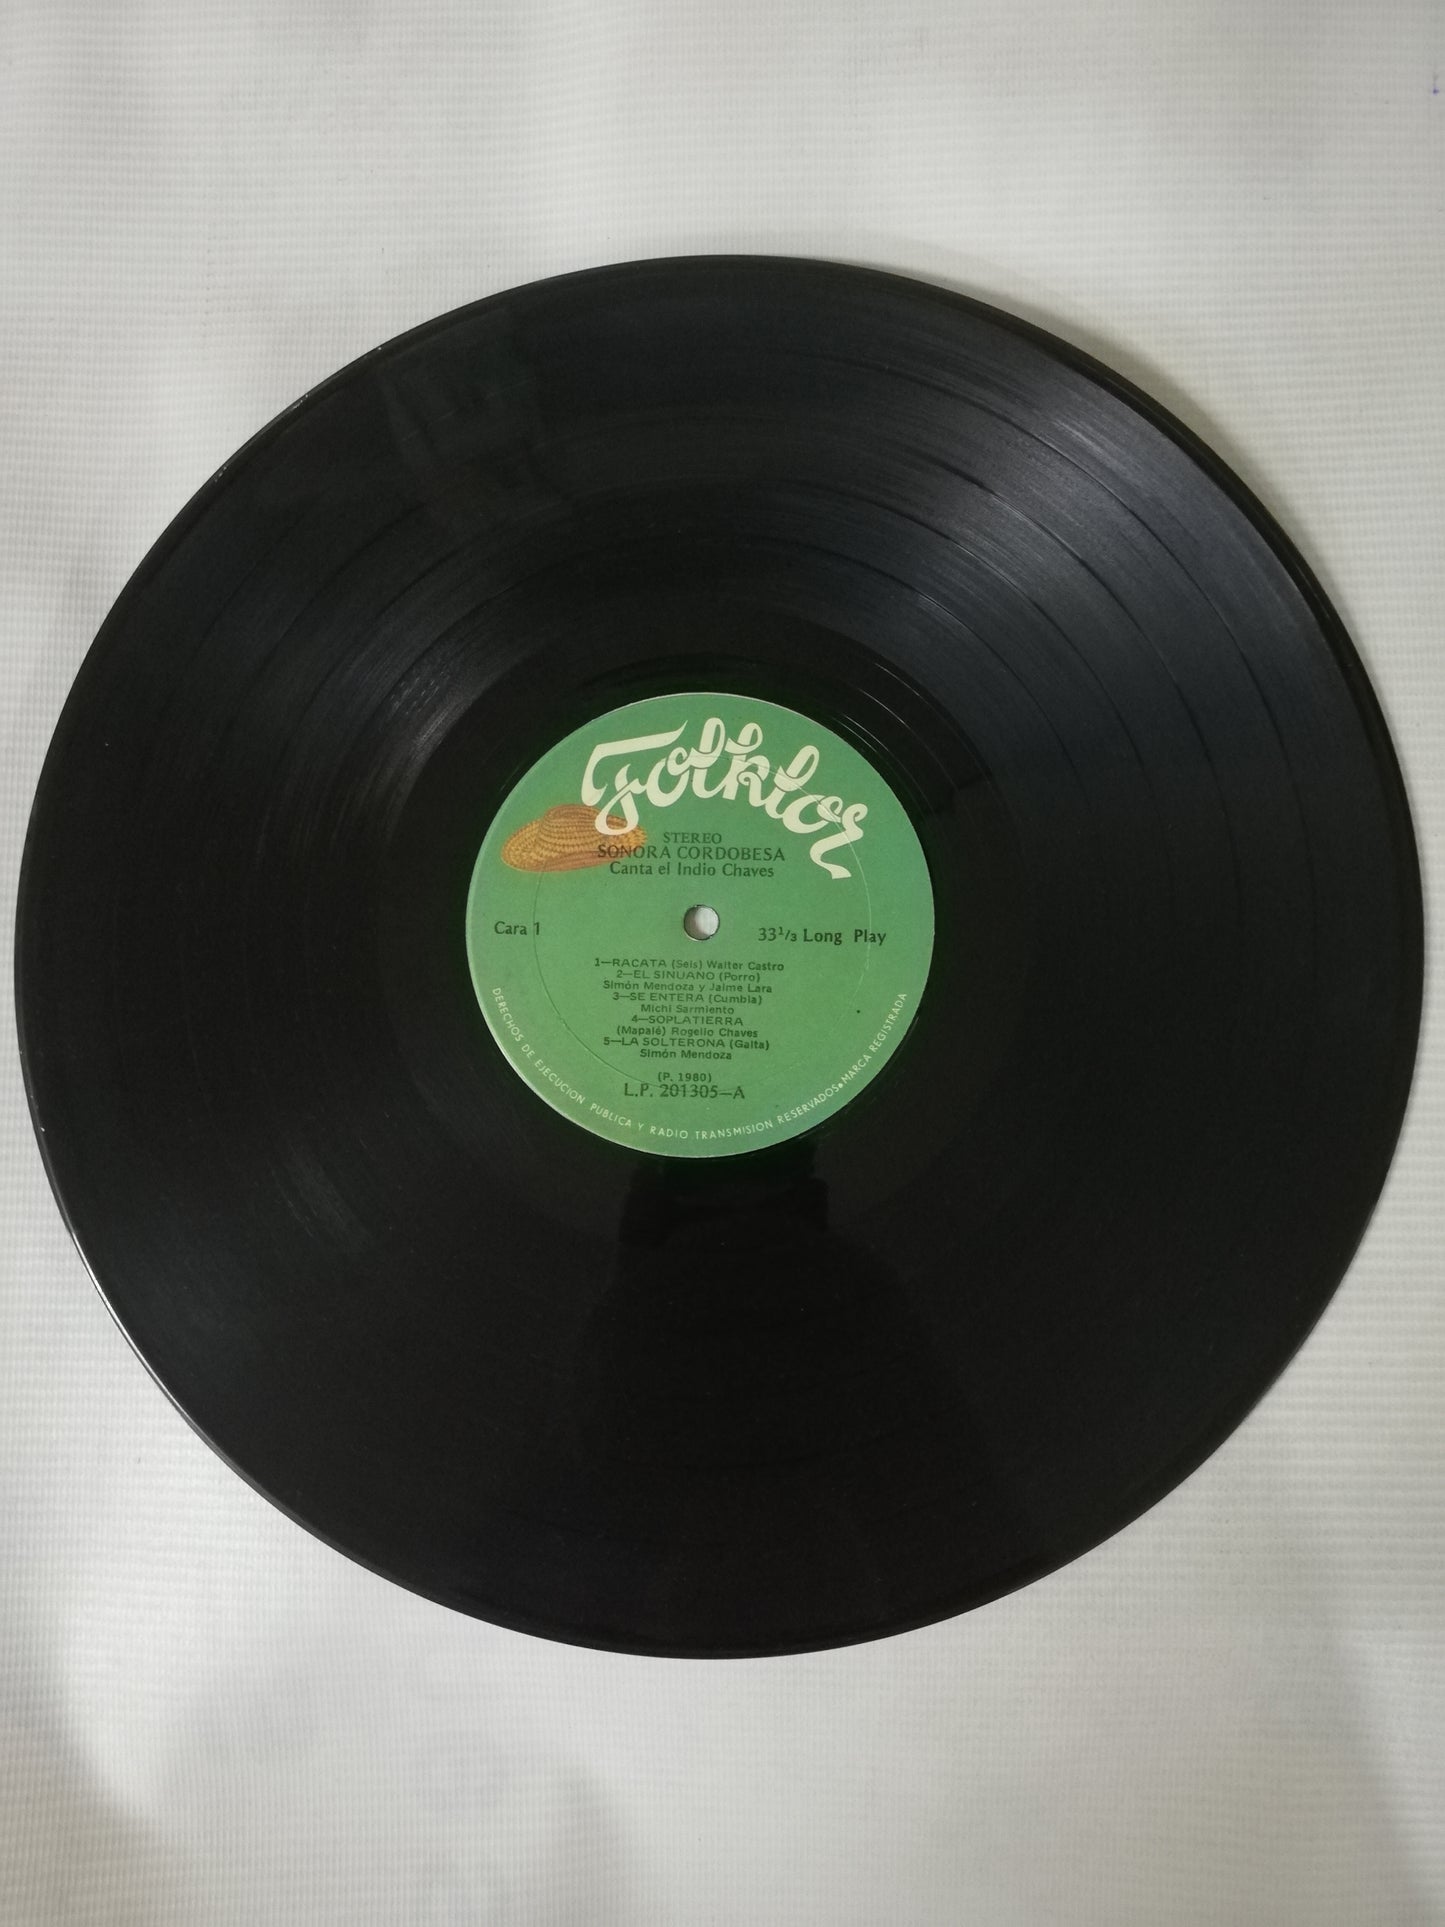 Folklor
STEREO
SONORA CORDOBESA
Canta el Indio Chaves
Cara 1
33 1/3 Long Play
1—RACATA (Seis) Walter Castro
2—EL SINUANO (Porro)
Simón Mendoza y Jaime Lara
3—SE ENTERA (Cumbia)
Michi Sarmiento
4—SOPLATIERRA
(Mapalé) Rogelio Chaves
5—LA SOLTERONA (Gaita)
Simón Mendoza
(P. 1980)
L.P. 201305—A
DERECHOS DE EJECUCION PUBLICA Y RADIO TRANSMISION RESERVADOS. MARCA REGISTRADA